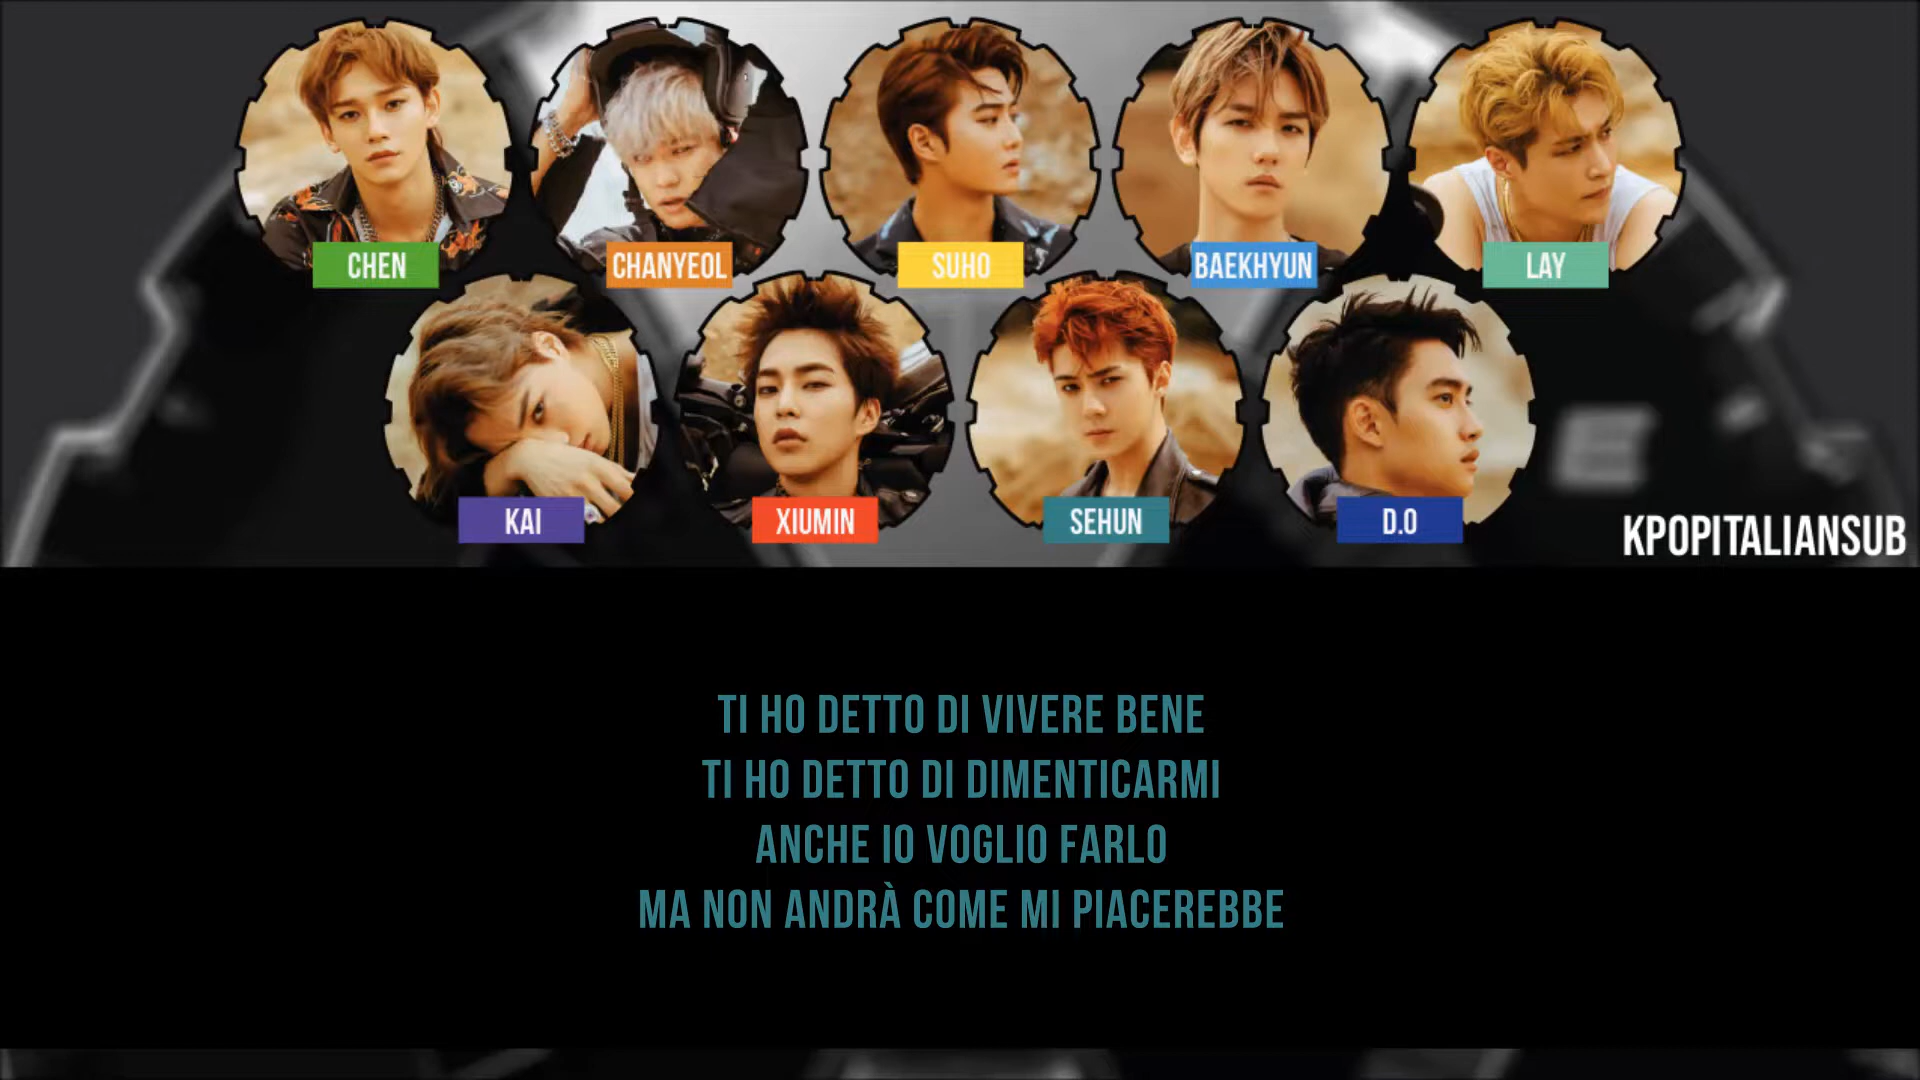 CHEN
CHANYEOL
SUHO
BAEKHYUN
LAY
KAI
XIUMIN
SEHUN
D.O
KPOPITALIANSUB
TI HO DETTO DI VIVERE BENE
TI HO DETTO DI DIMENTICARMI
ANCHE IO VOGLIO FARLO
MA NON ANDRÀ COME MI PIACEREBBE